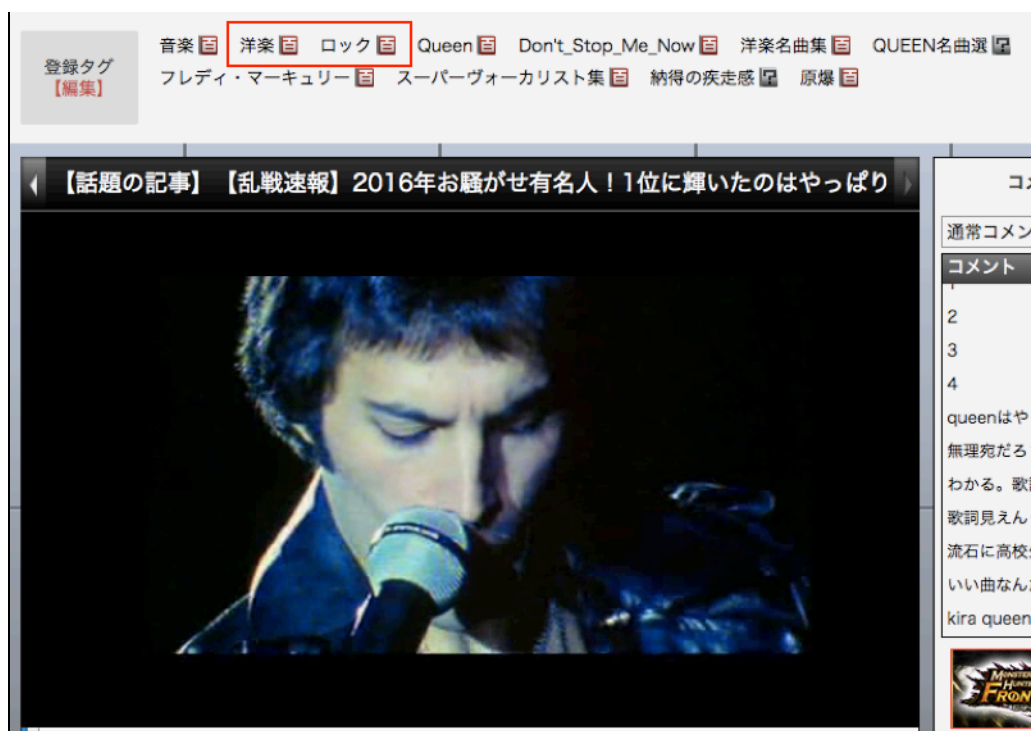 音楽 洋楽 ロック Queen Don't_Stop_Me_Now 洋楽名曲集 QUEEN名曲選
登録タグ
【編集】
フレディ・マーキュリー スーパーヴォーカリスト集 納得の疾走感 原爆
【話題の記事】【乱戦速報】2016年お騒がせ有名人!1位に輝いたのはやっぱり
コメ
通常コメン
コメント
1
2
3
4
queenはや
無理宛だろ
わかる。歌
歌詞見えん
流石に高校
いい曲なん
kira queen
MONSTER
HUNTE
FRON